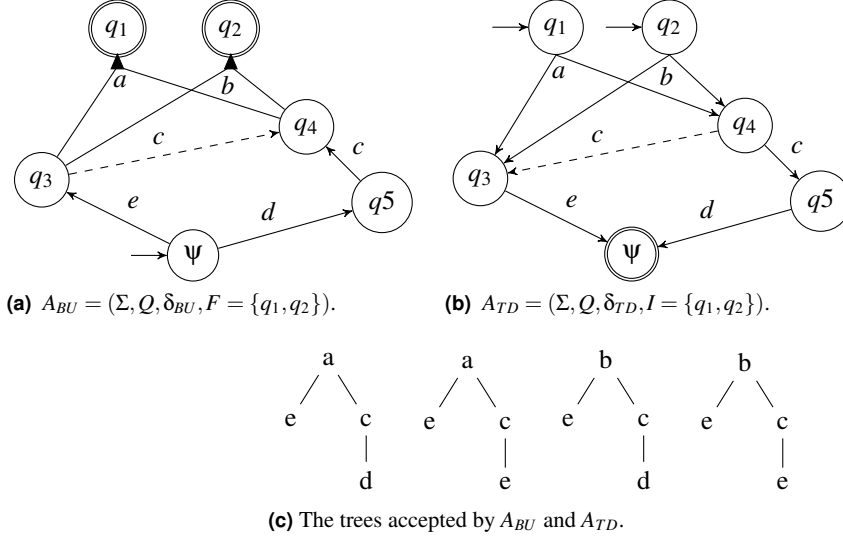 q1 q2 q1 q2
a b a b
c q4 c q4
q3 c q3 c
e d q5 e d q5
ψ ψ
(a) A_BU = (Σ, Q, δ_BU, F = {q1, q2}). (b) A_TD = (Σ, Q, δ_TD, I = {q1, q2}).
a a b b
e c e c e c e c
d e d e
(c) The trees accepted by A_BU and A_TD.